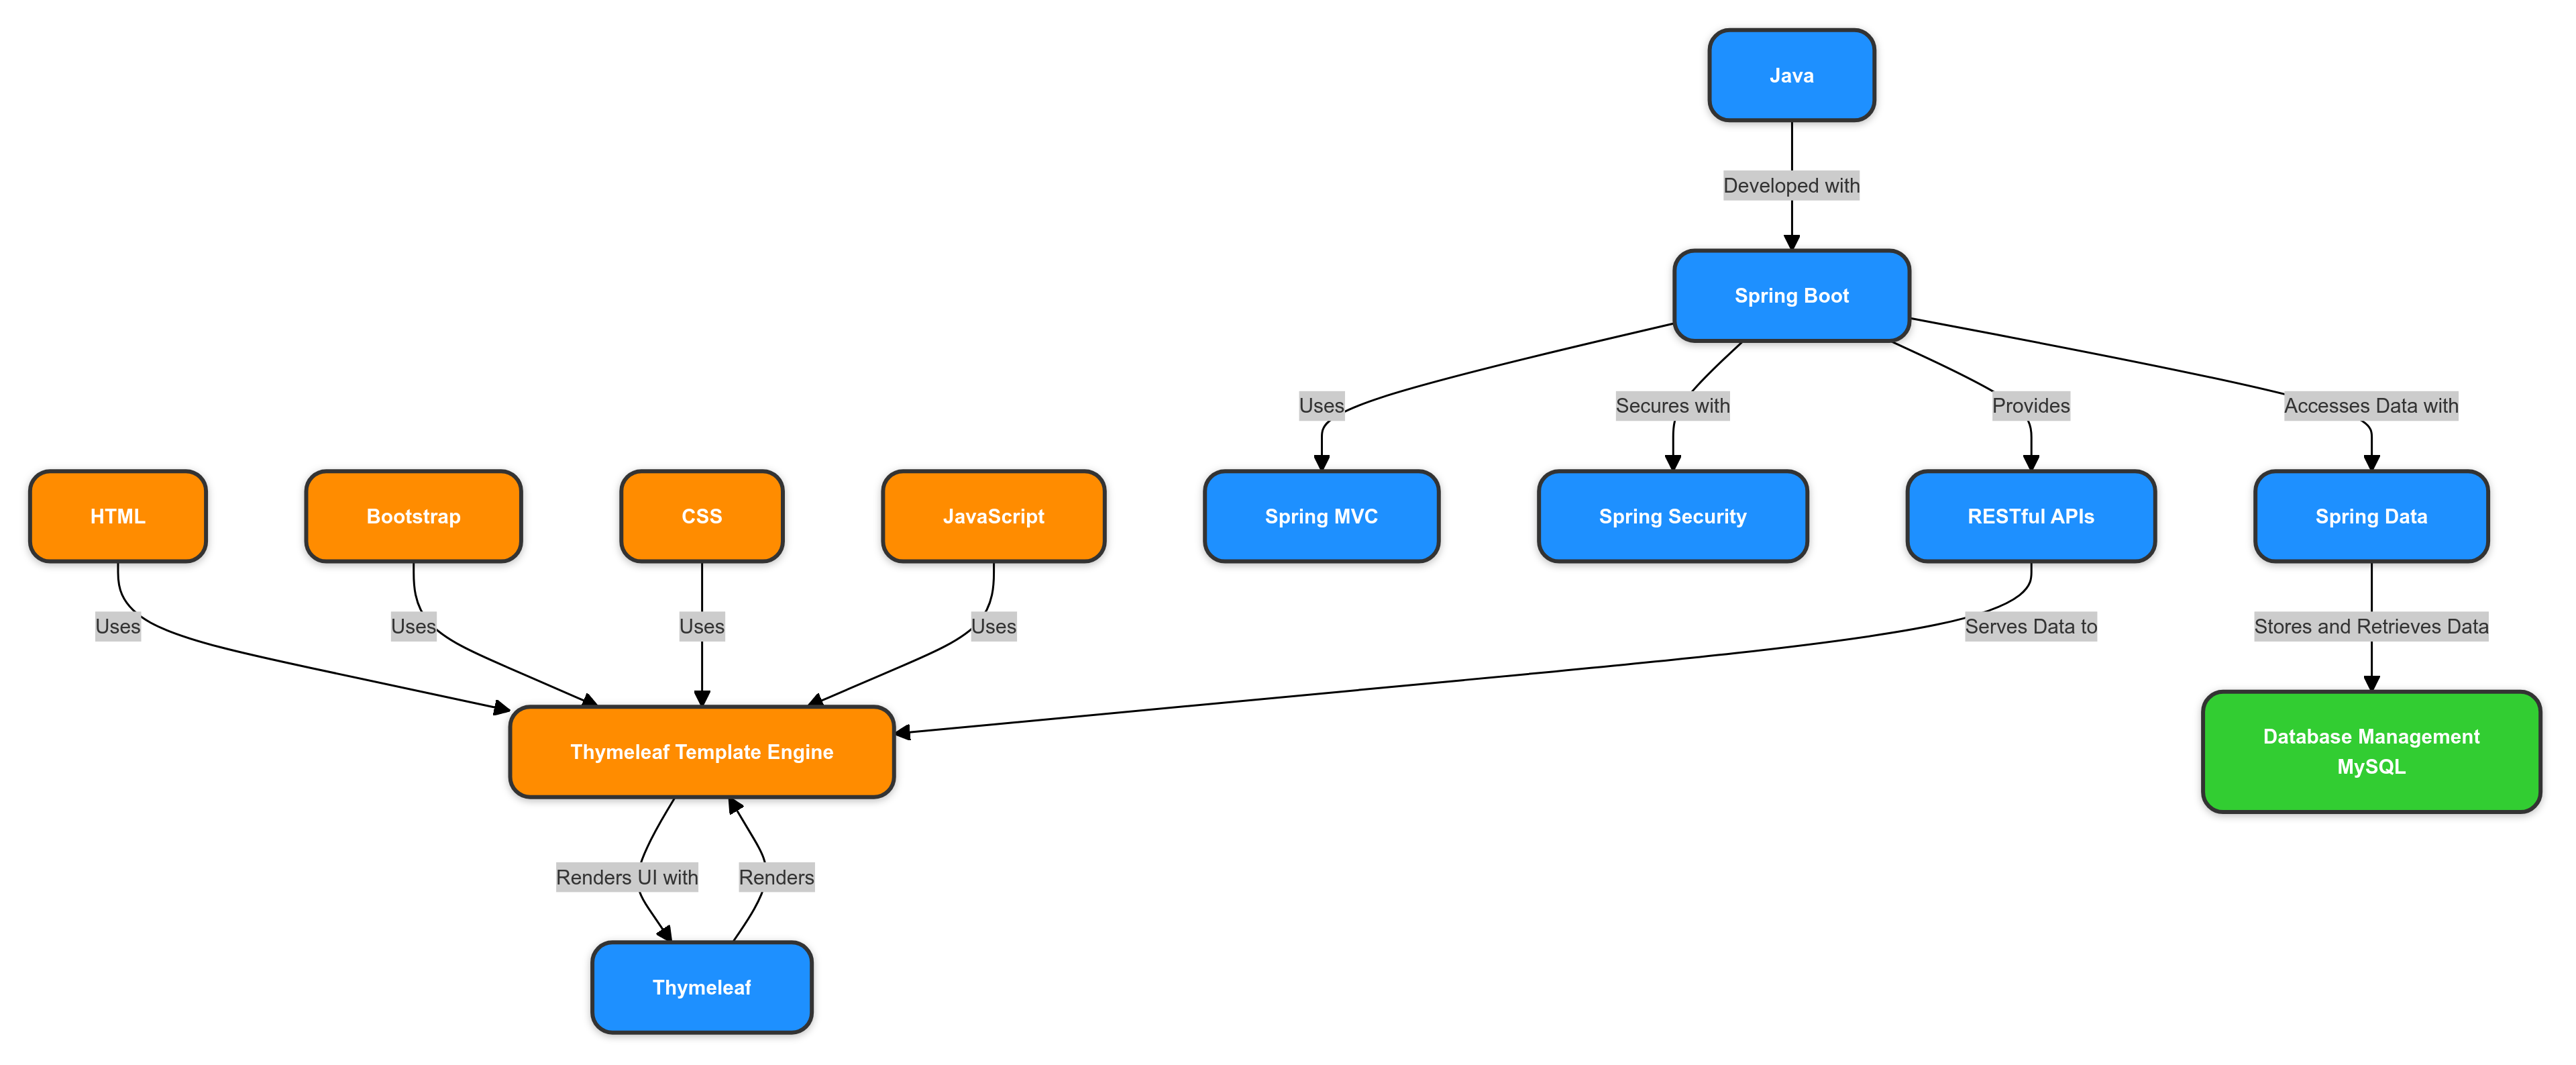 Java
Developed with
Spring Boot
Uses
Secures with
Provides
Accesses Data with
HTML
Bootstrap
CSS
JavaScript
Spring MVC
Spring Security
RESTful APIs
Spring Data
Uses
Uses
Uses
Uses
Serves Data to
Stores and Retrieves Data
Thymeleaf Template Engine
Database Management
MySQL
Renders UI with
Renders
Thymeleaf